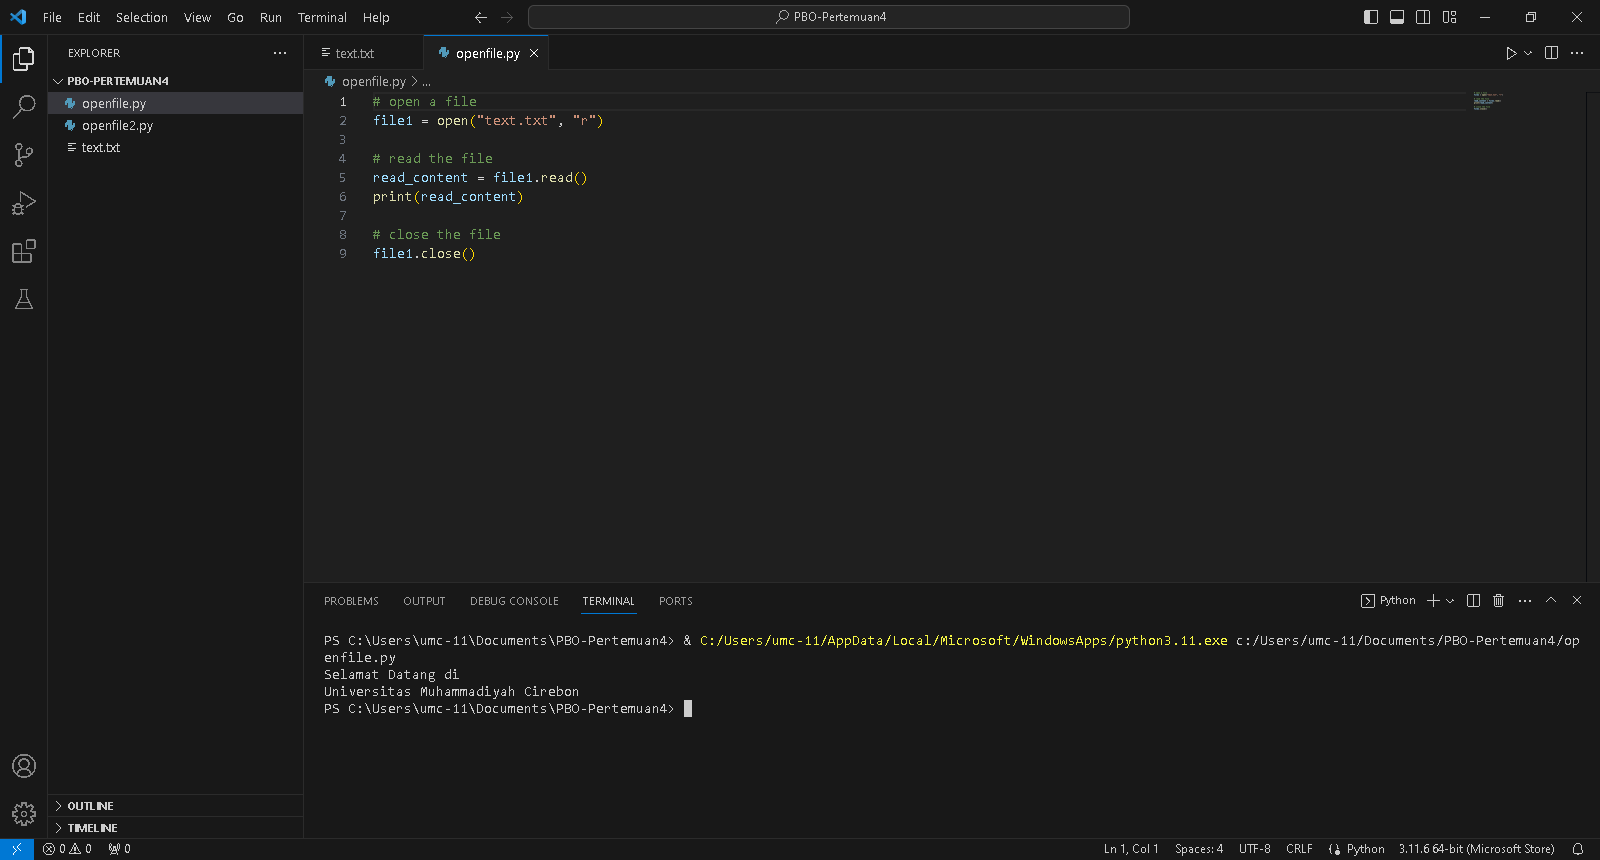 File Edit Selection View Go Run Terminal Help
PBO-Pertemuan4
EXPLORER
PBO-PERTEMUAN4
openfile.py
openfile2.py
text.txt
OUTLINE
TIMELINE
text.txt
openfile.py
openfile.py > ...
1 # open a file
2 file1 = open("text.txt", "r")
3
4 # read the file
5 read_content = file1.read()
6 print(read_content)
7
8 # close the file
9 file1.close()
PROBLEMS OUTPUT DEBUG CONSOLE TERMINAL PORTS
Python
PS C:\Users\umc-11\Documents\PBO-Pertemuan4> & C:/Users/umc-11/AppData/Local/Microsoft/WindowsApps/python3.11.exe c:/Users/umc-11/Documents/PBO-Pertemuan4/op
enfile.py
Selamat Datang di
Universitas Muhammadiyah Cirebon
PS C:\Users\umc-11\Documents\PBO-Pertemuan4>
0 0 0
Ln 1, Col 1 Spaces: 4 UTF-8 CRLF Python 3.11.6 64-bit (Microsoft Store)